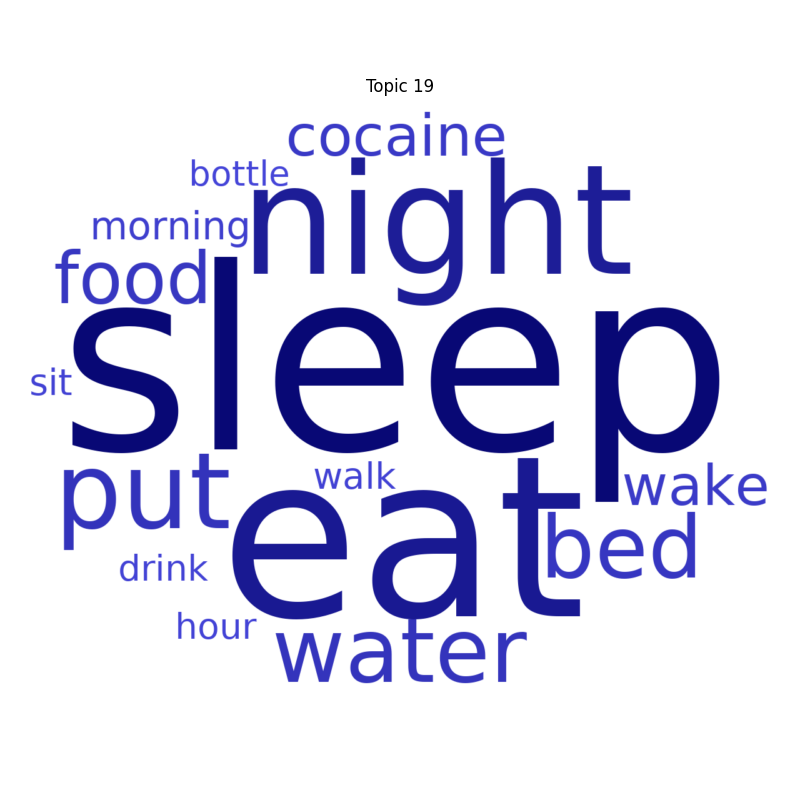 Topic 19
cocaine
bottle
night
morning
food
sleep
sit
put
walk
wake
eat
bed
drink
hour
water